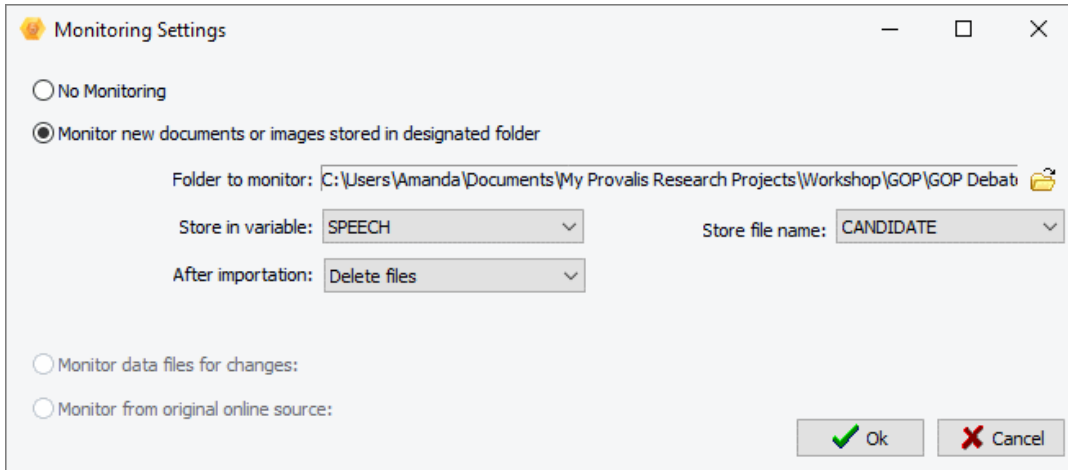 Monitoring Settings
No Monitoring
Monitor new documents or images stored in designated folder
Folder to monitor: C:\Users\Amanda\Documents\My Provalis Research Projects\Workshop\GOP\GOP Debat
Store in variable: SPEECH Store file name: CANDIDATE
After importation: Delete files
Monitor data files for changes:
Monitor from original online source:
Ok Cancel